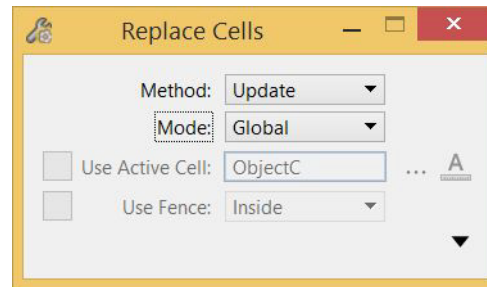 Replace Cells
Method: Update
Mode: Global
Use Active Cell: ObjectC ... A
Use Fence: Inside